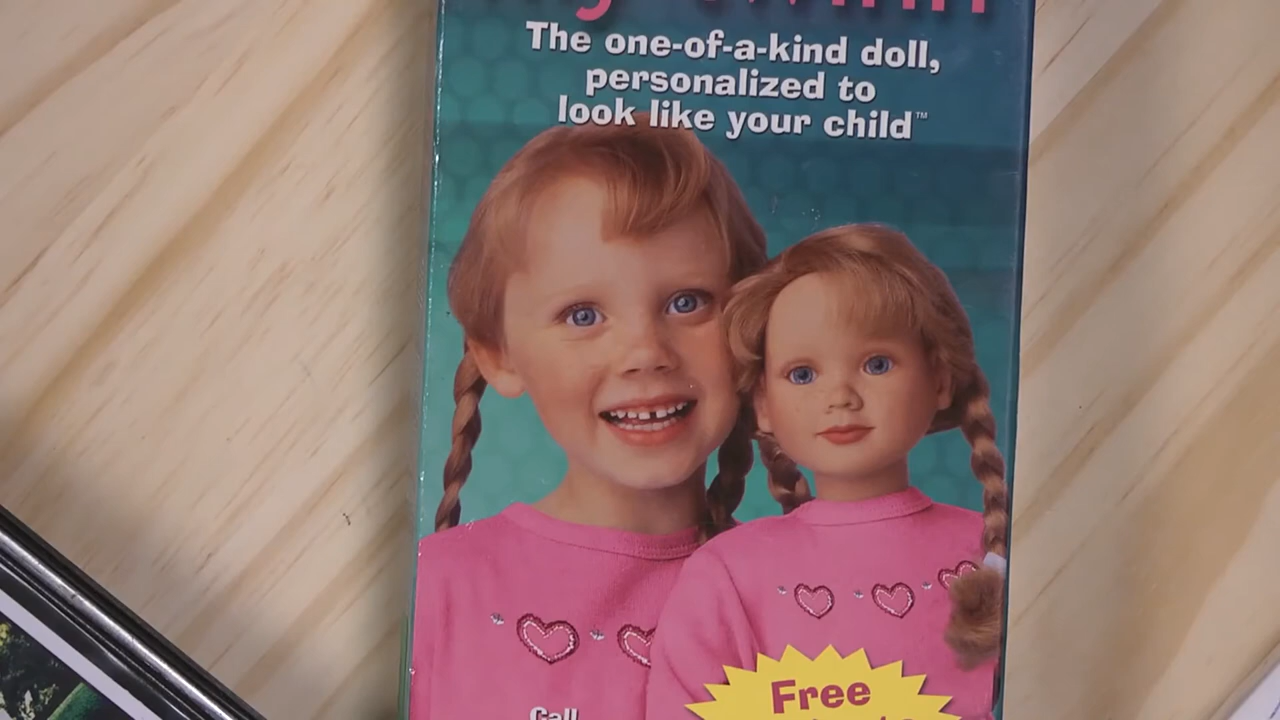 The one-of-a-kind doll,
personalized to
look like your child™
Free
Call